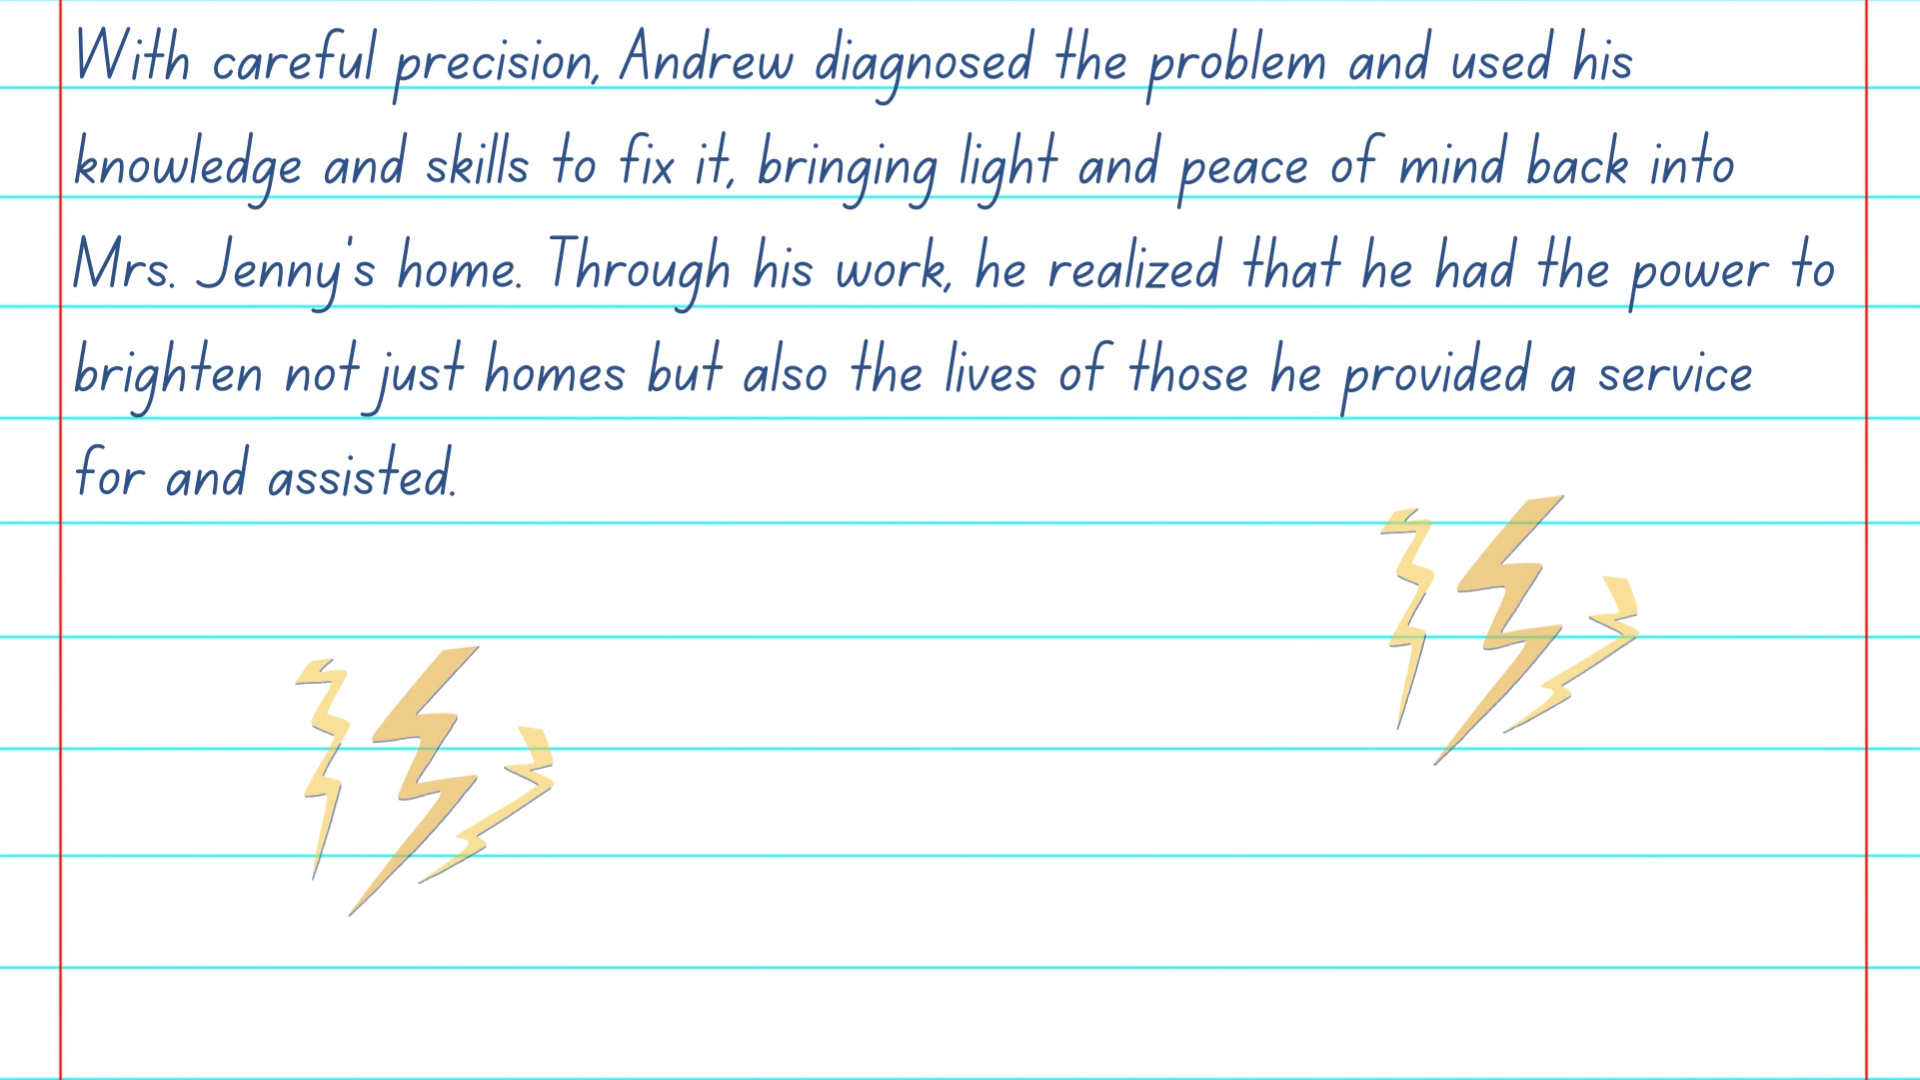 With careful precision, Andrew diagnosed the problem and used his
knowledge and skills to fix it, bringing light and peace of mind back into
Mrs. Jenny's home. Through his work, he realized that he had the power to
brighten not just homes but also the lives of those he provided a service
for and assisted.